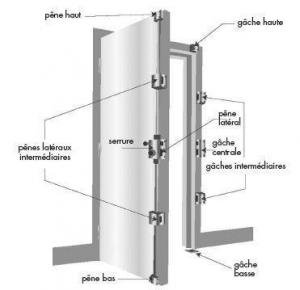 pêne haut
gâche haute
pêne
latéral
serrure
gâche
centrale
pênes latéraux
intermédiaires
gâches intermédiaires
gâche
basse
pêne bas